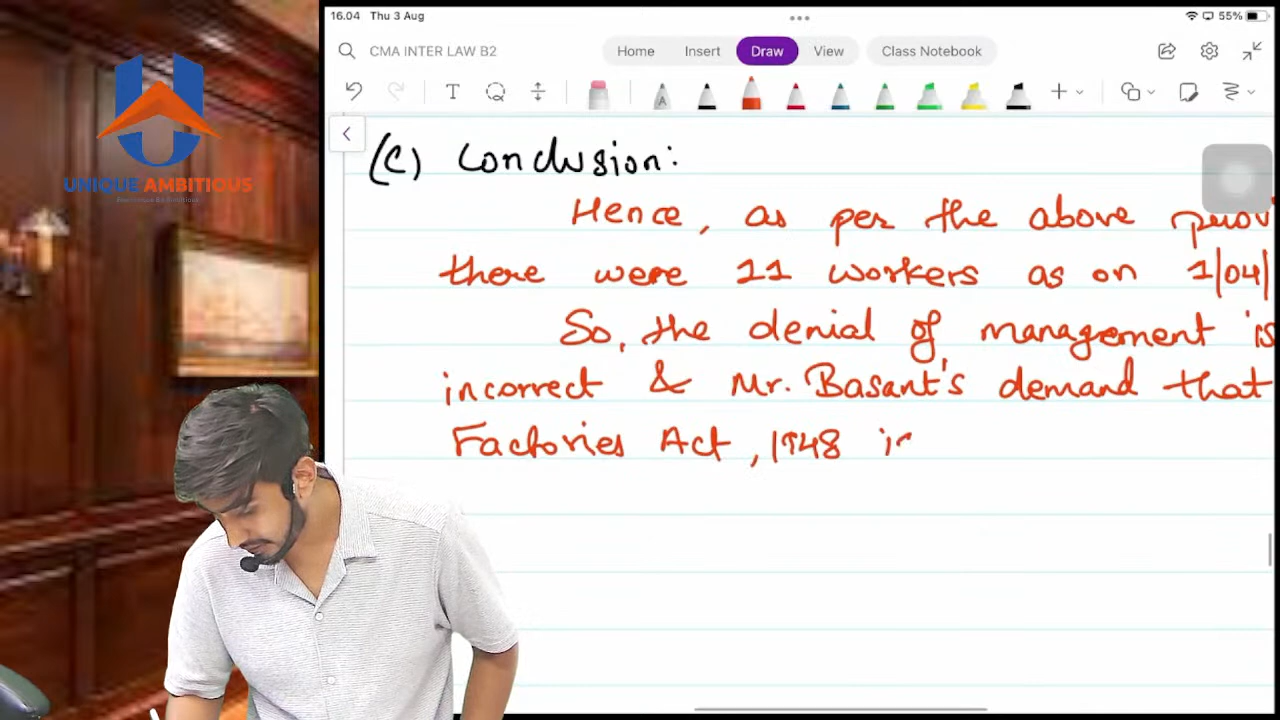 16.04 Thu 3 Aug
55%
CMA INTER LAW B2
Home Insert Draw View Class Notebook
(C) Conclusion:
Hence, as per the above provi
there were 11 workers as on 1/04/
So, the denial of management is
incorrect & Mr. Basant's demand that
Factories Act, 1948 is
UNIQUE AMBITIOUS